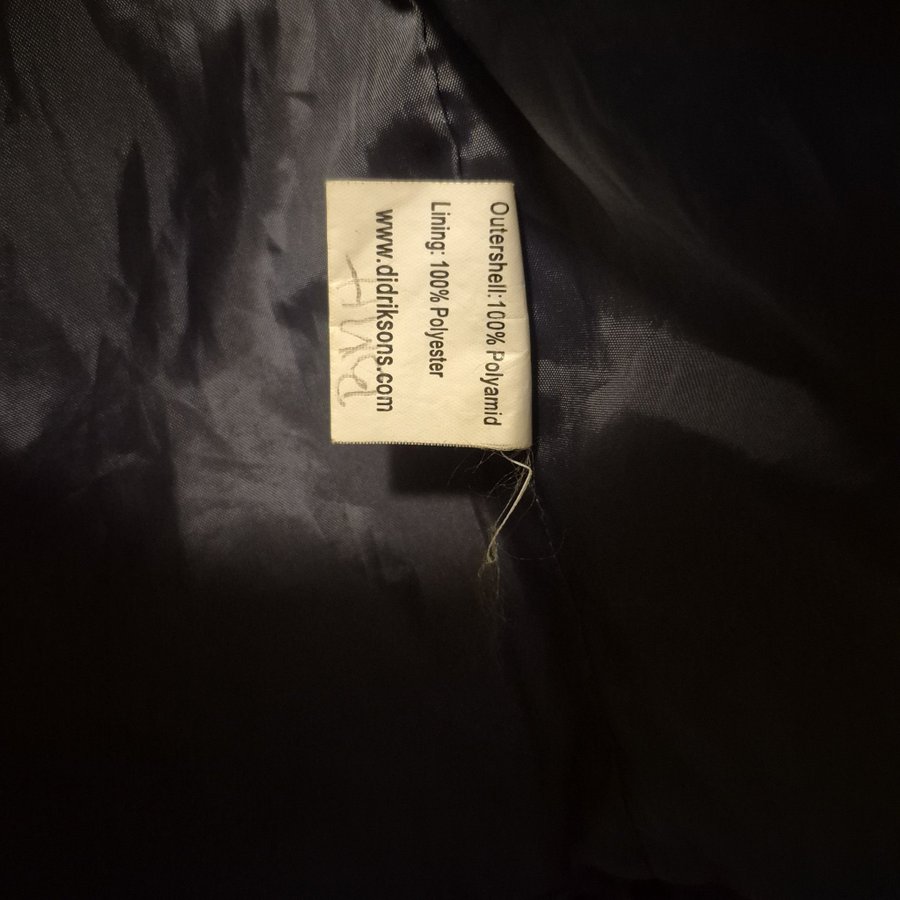 Outershell:100% Polyamid
Lining: 100% Polyester
www.didriksons.com